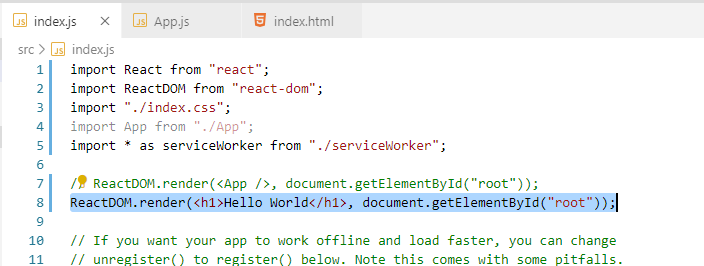 JS index.js ×
JS App.js
5 index.html
src > JS index.js
1 import React from "react";
2 import ReactDOM from "react-dom";
3 import "./index.css";
4 import App from "./App";
5 import * as serviceWorker from "./serviceWorker";
6
7 // ReactDOM.render(<App />, document.getElementById("root"));
8 ReactDOM.render(<h1>Hello World</h1>, document.getElementById("root"));
9
10 // If you want your app to work offline and load faster, you can change
11 // unregister() to register() below. Note this comes with some pitfalls.